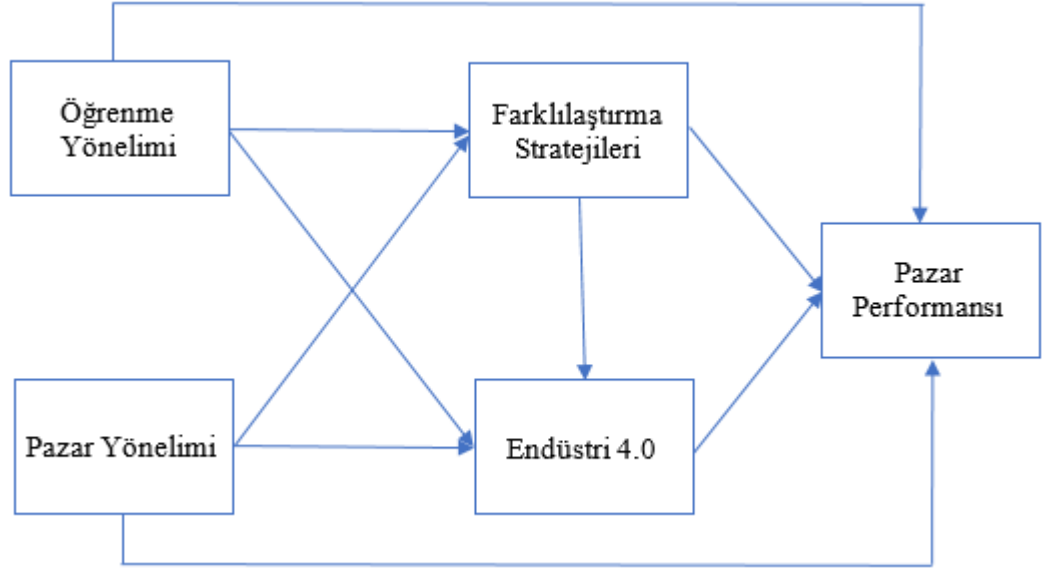 Öğrenme
Yönelimi
Farklılaştırma
Stratejileri
Pazar
Performansı
Pazar Yönelimi
Endüstri 4.0